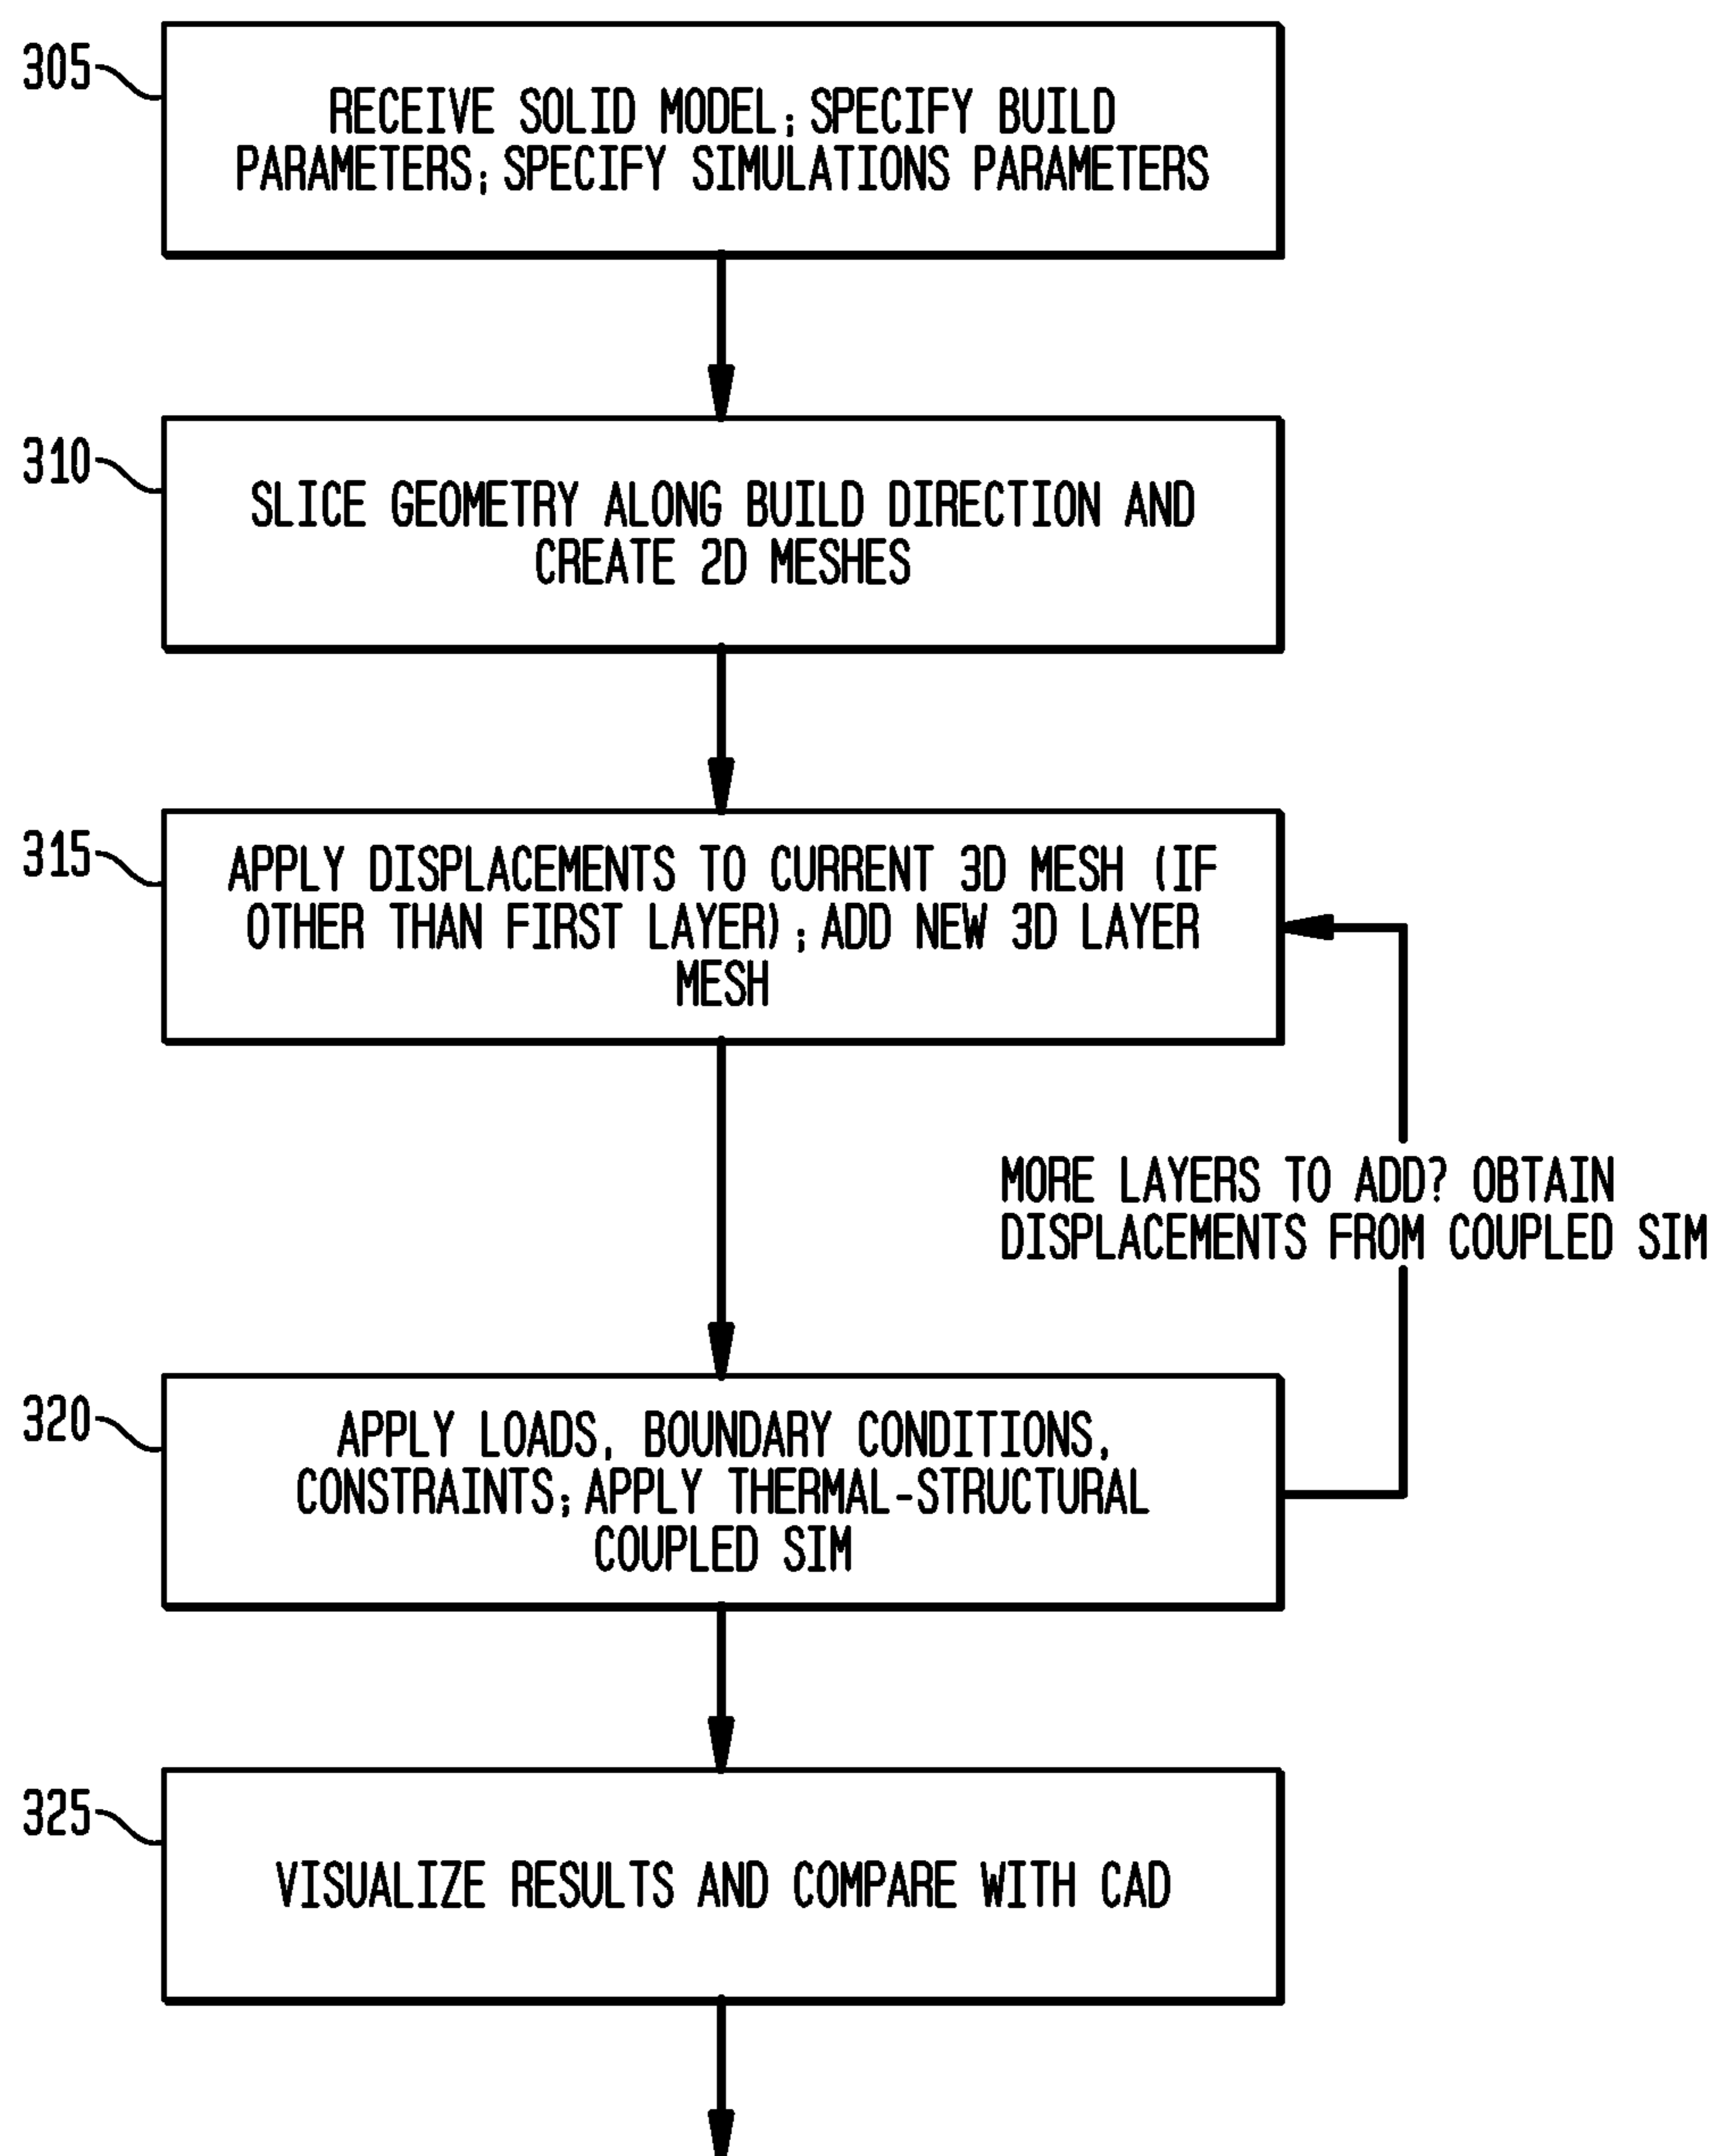 305
RECEIVE SOLID MODEL; SPECIFY BUILD
PARAMETERS; SPECIFY SIMULATIONS PARAMETERS
310
SLICE GEOMETRY ALONG BUILD DIRECTION AND
CREATE 2D MESHES
315
APPLY DISPLACEMENTS TO CURRENT 3D MESH (IF
OTHER THAN FIRST LAYER); ADD NEW 3D LAYER
MESH
MORE LAYERS TO ADD? OBTAIN
DISPLACEMENTS FROM COUPLED SIM
320
APPLY LOADS, BOUNDARY CONDITIONS,
CONSTRAINTS; APPLY THERMAL-STRUCTURAL
COUPLED SIM
325
VISUALIZE RESULTS AND COMPARE WITH CAD